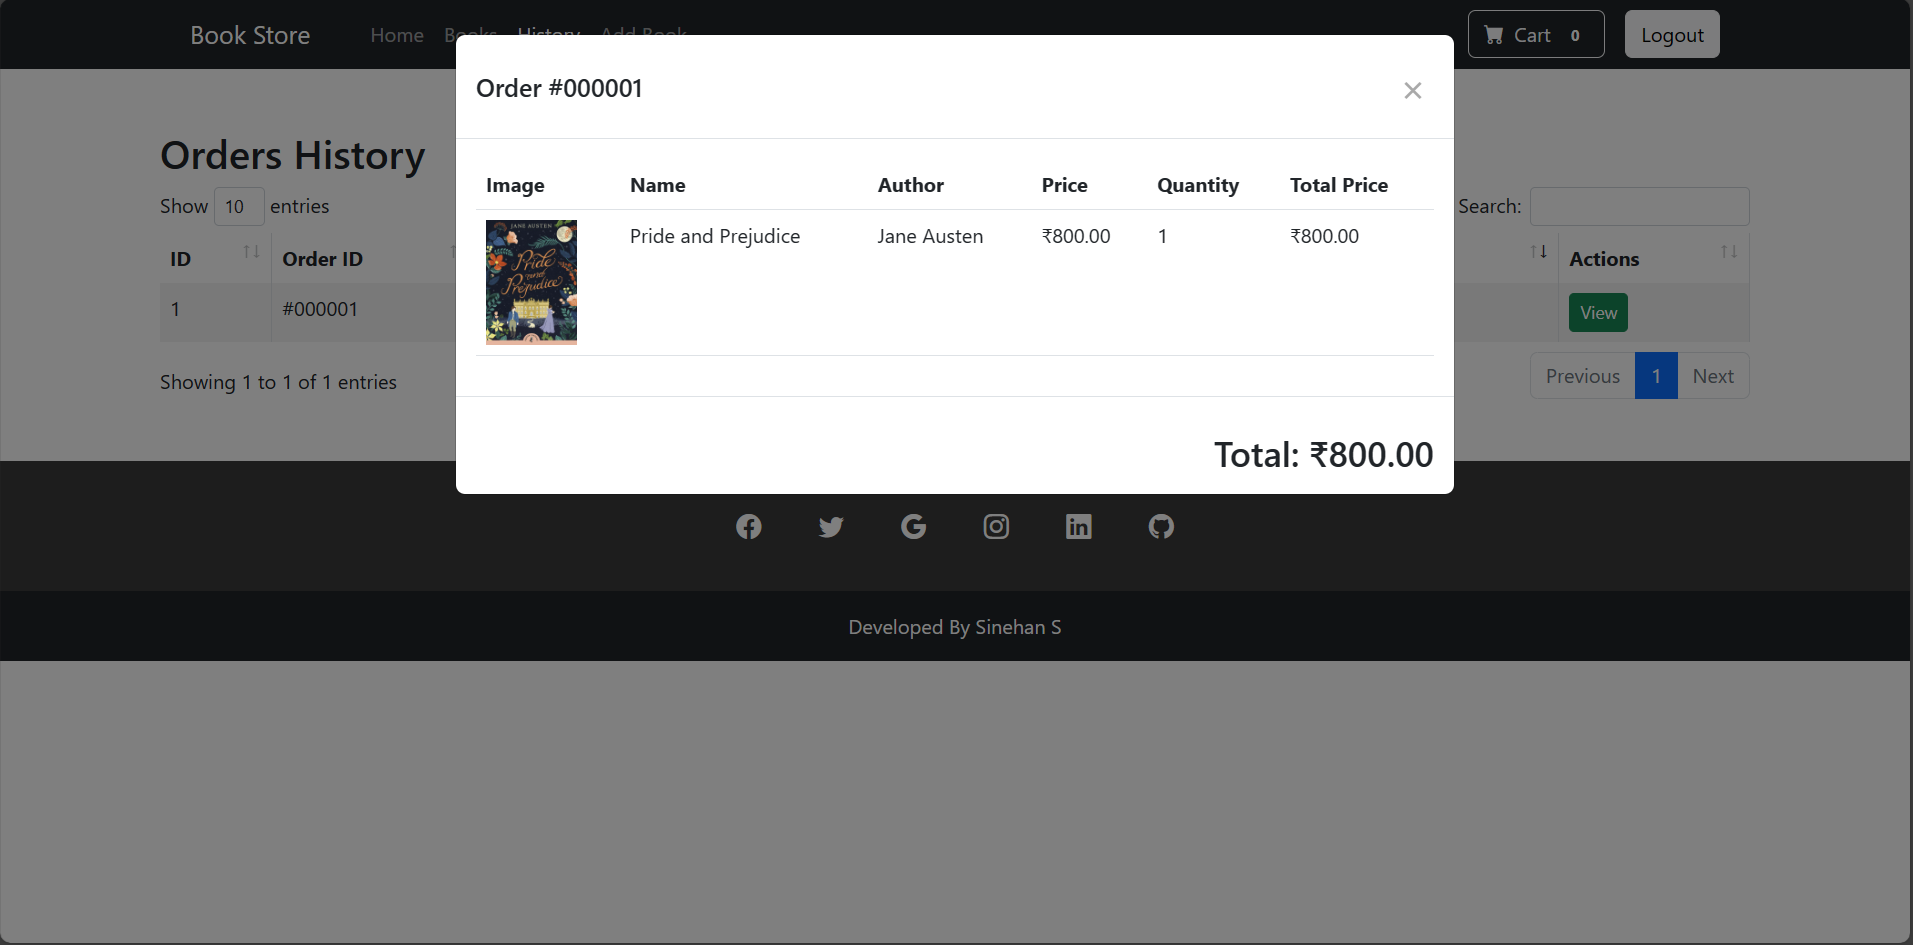 Book Store Home Books History Add Book Cart 0 Logout
Order #000001 ×
Orders History
Image Name Author Price Quantity Total Price
Show 10 entries
Search:
JANE AUSTEN
Pride and Prejudice
Pride and Prejudice Jane Austen ₹800.00 1 ₹800.00
ID Order ID Actions
1 #000001 View
Showing 1 to 1 of 1 entries
Previous 1 Next
Total: ₹800.00
Developed By Sinehan S